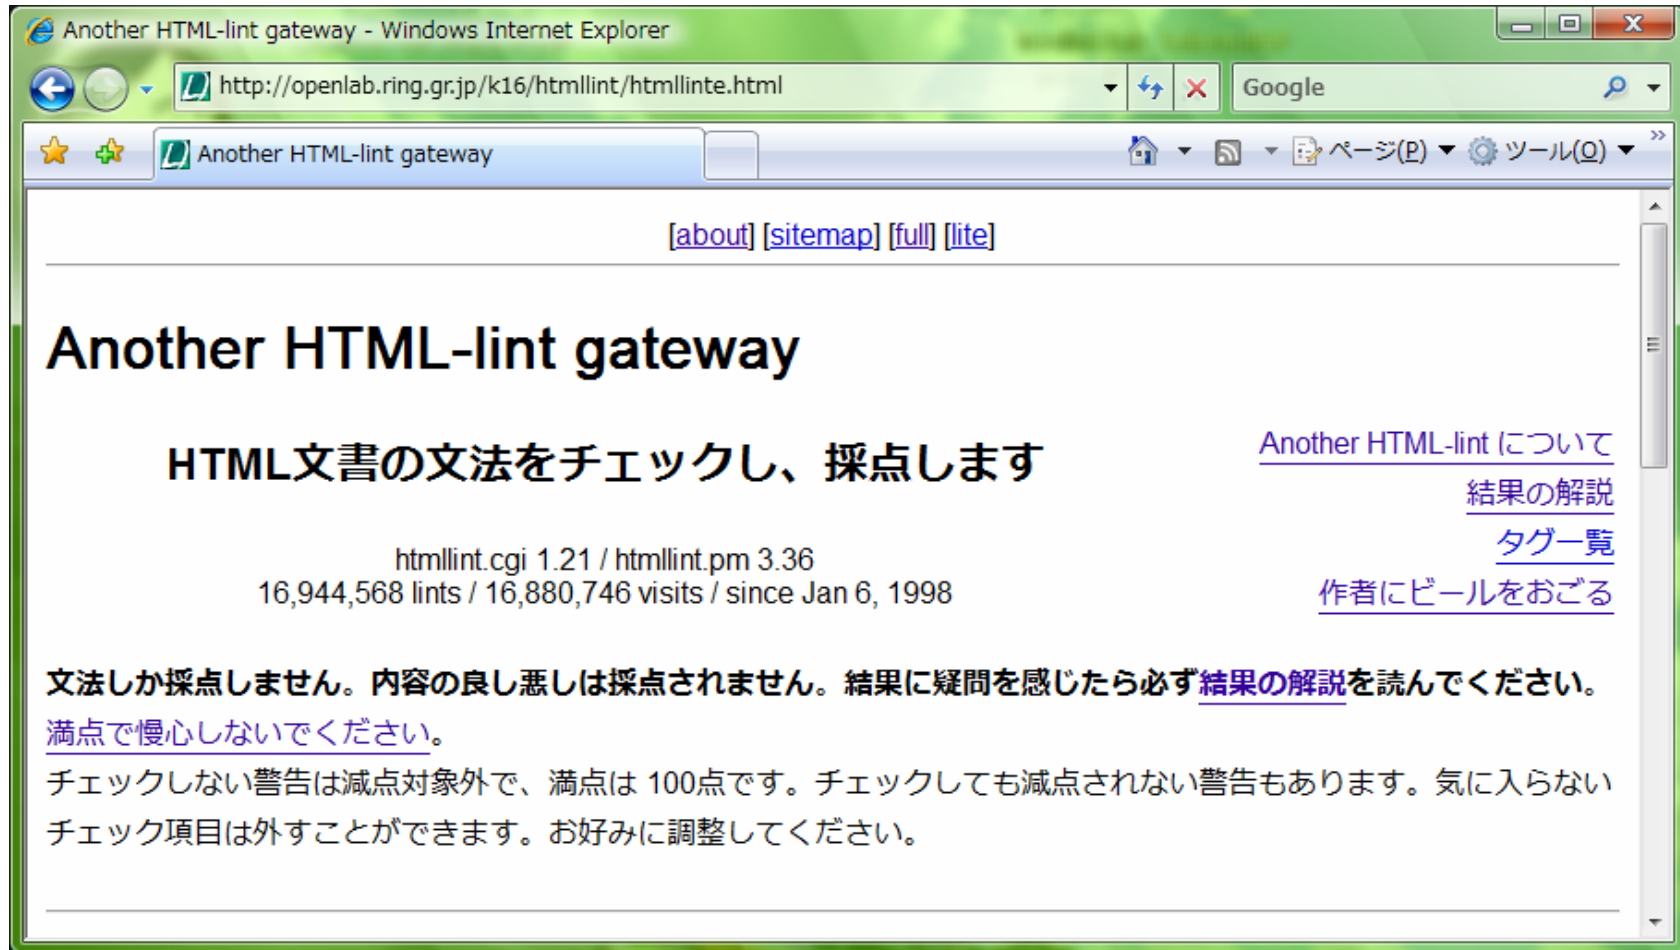 Another HTML-lint gateway - Windows Internet Explorer
http://openlab.ring.gr.jp/k16/htmllint/htmllinte.html
Google
Another HTML-lint gateway
ページ(P)
ツール(O)
[about] [sitemap] [full] [lite]
Another HTML-lint gateway
HTML文書の文法をチェックし、採点します
Another HTML-lint について
結果の解説
タグ一覧
作者にビールをおごる
htmllint.cgi 1.21 / htmllint.pm 3.36
16,944,568 lints / 16,880,746 visits / since Jan 6, 1998
文法しか採点しません。内容の良し悪しは採点されません。結果に疑問を感じたら必ず結果の解説を読んでください。
満点で慢心しないでください。
チェックしない警告は減点対象外で、満点は 100点です。チェックしても減点されない警告もあります。気に入らない
チェック項目は外すことができます。お好みに調整してください。